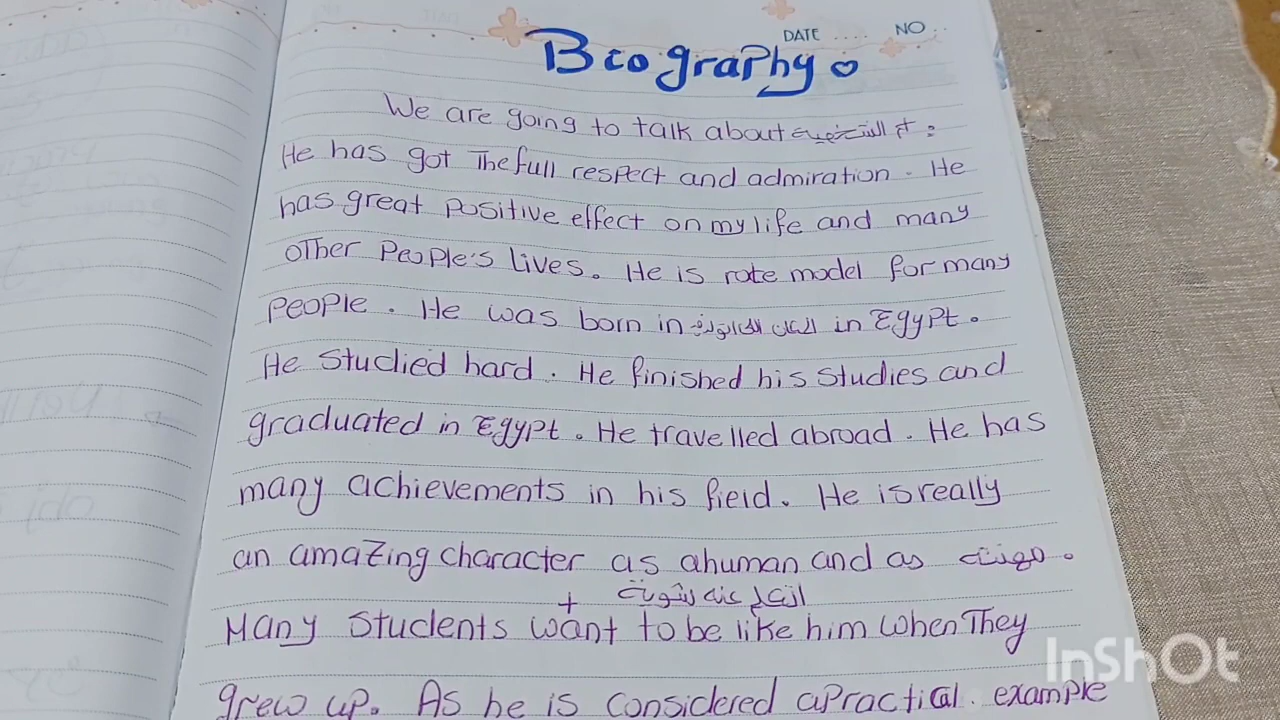 DATE .... NO ..
Biography
We are going to talk about اسم الشخصية :
He has got The full respect and admiration . He
has great positive effect on my life and many
other People's lives. He is role model for many
People . He was born in المكان المولود فيه in Egypt .
He Studied hard . He finished his studies and
graduated in Egypt . He travelled abroad . He has
many achievements in his field . He is really
an amazing character as a human and as مهنته .
+ اتكلم عنه بشوية
Many Students want to be like him when They
grew up. As he is considered a Practical . example
InShOt